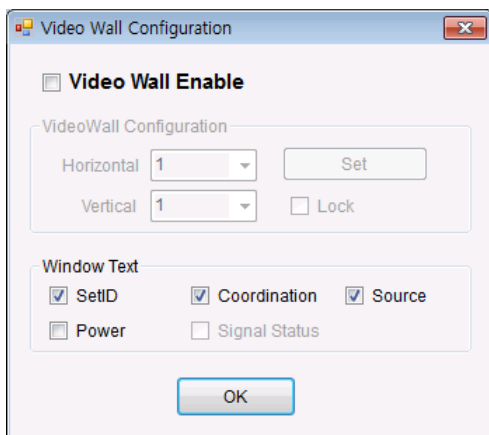 Video Wall Configuration
Video Wall Enable
VideoWall Configuration
Horizontal 1 Set
Vertical 1 Lock
Window Text
SetID Coordination Source
Power Signal Status
OK